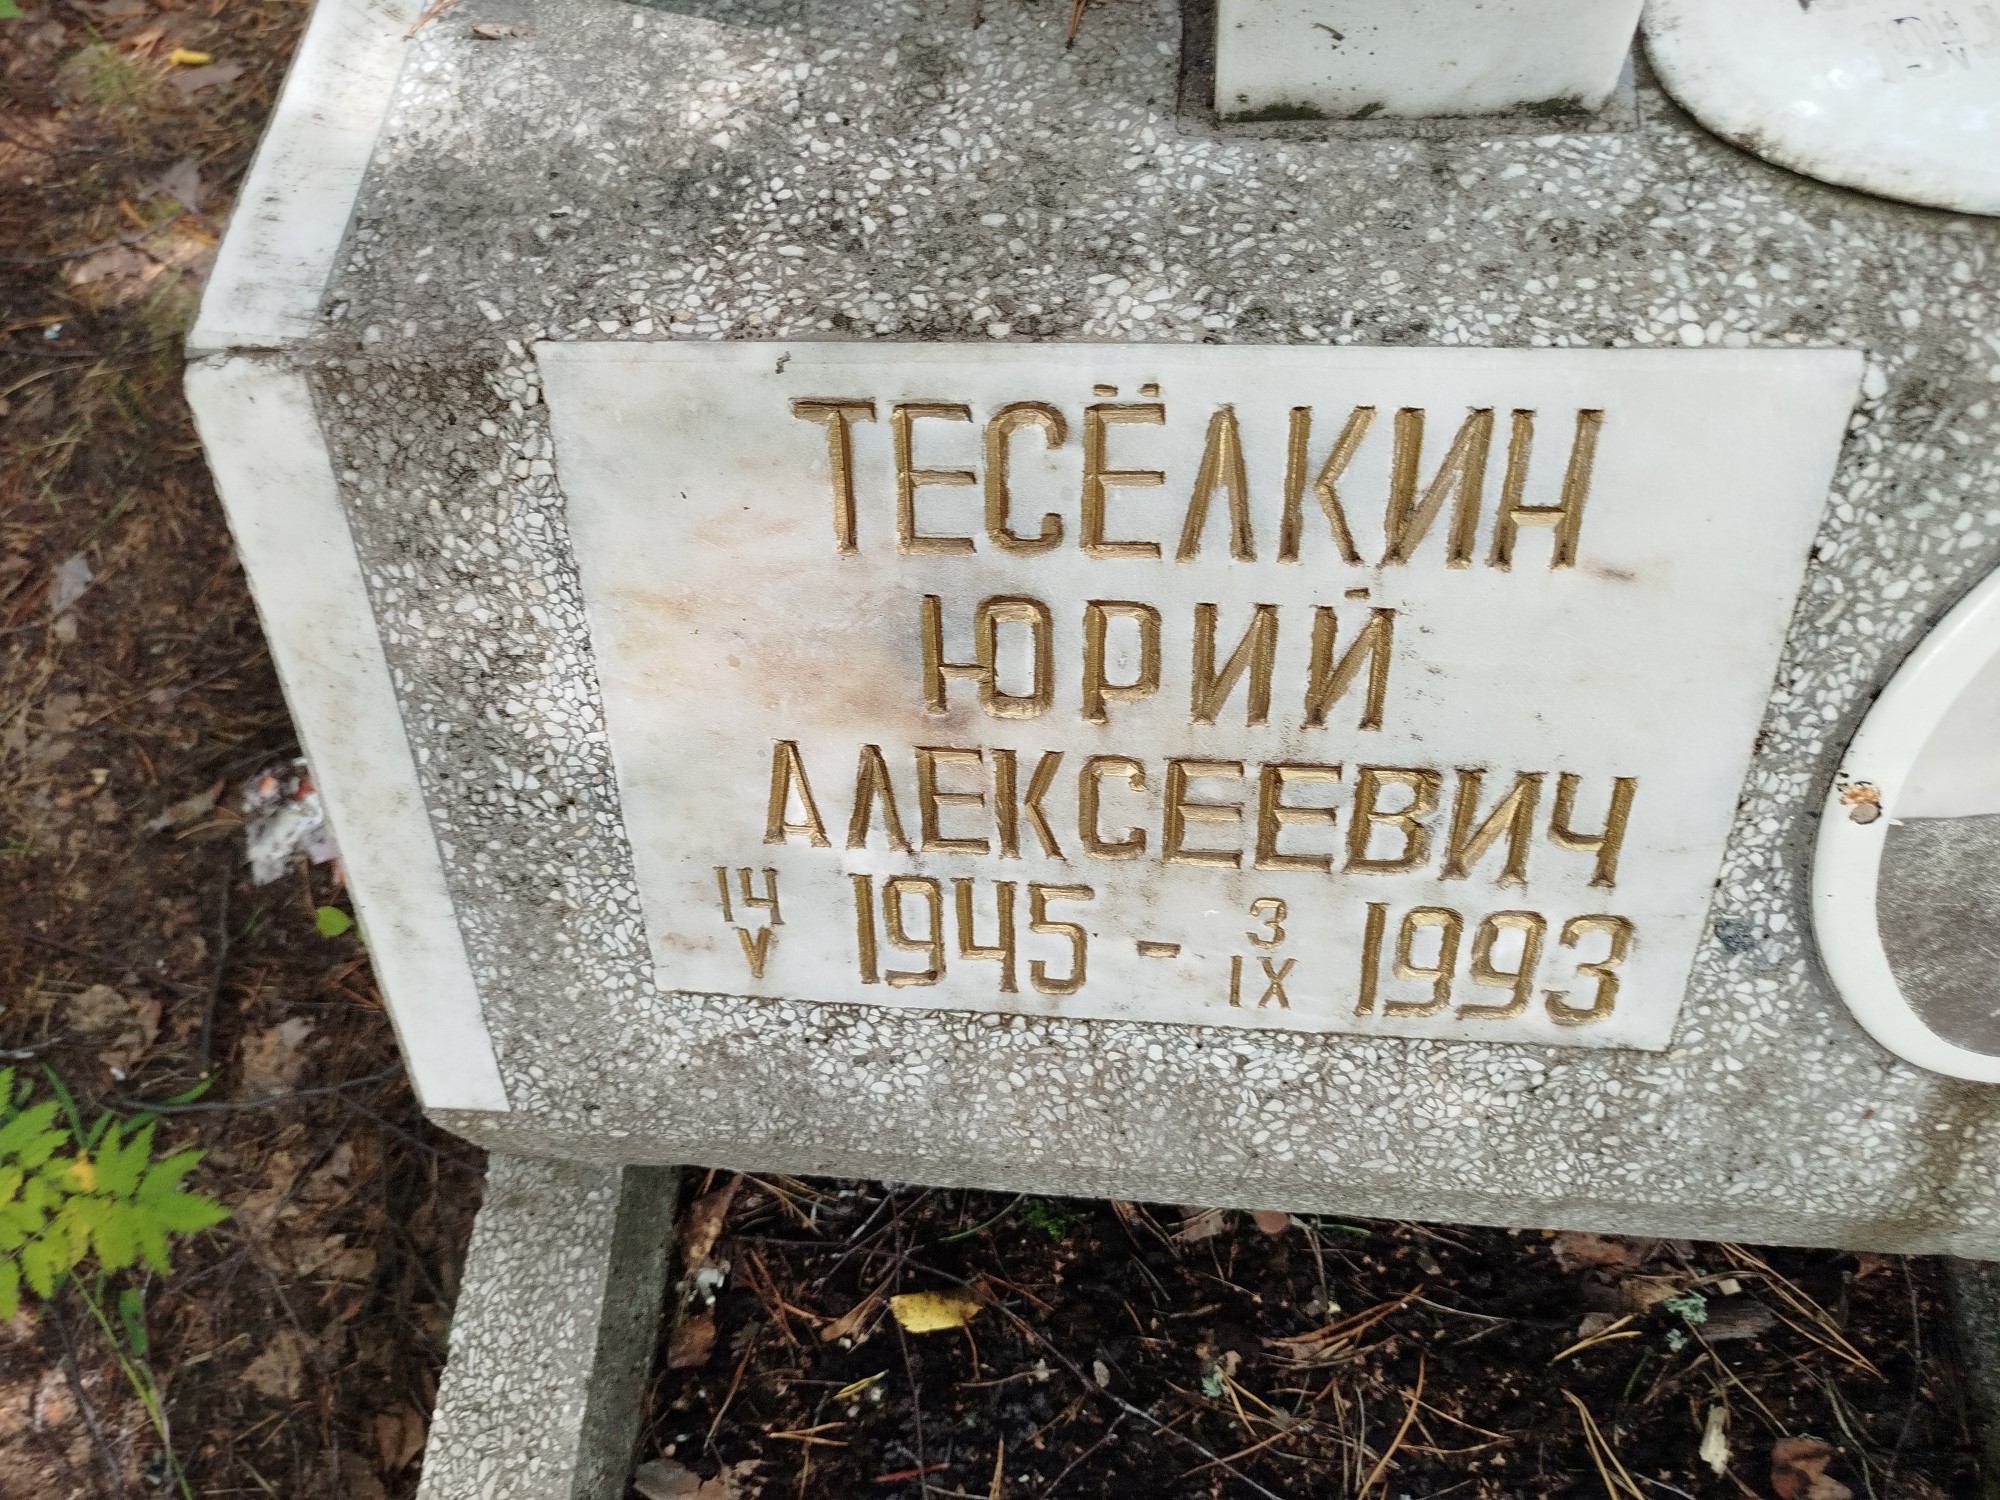 ТЕСЁЛКИН
ЮРИЙ
АЛЕКСЕЕВИЧ
14/V 1945 - 3/IX 1993